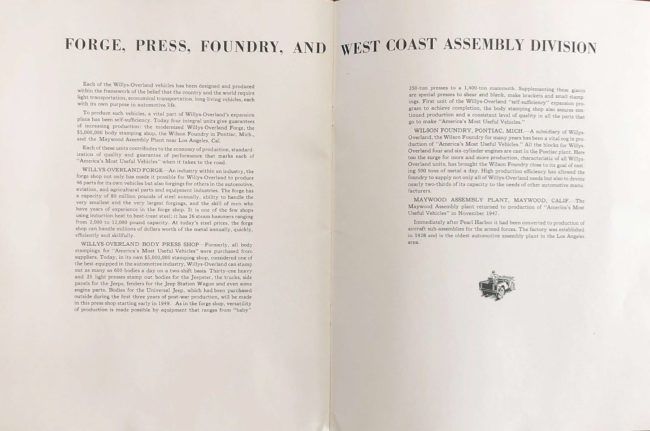 FORGE, PRESS, FOUNDRY, AND WEST COAST ASSEMBLY DIVISION
Each of the Willys-Overland vehicles has been designed and produced
within the framework of the belief that the country and the world require
light transportation, economical transportation, long-living vehicles, each
with its own purpose in automotive life.
To produce such vehicles, a vital part of Willys-Overland's expansion
plans has been self-sufficiency. Today four integral units give guarantees
of increasing production: the modernized Willys-Overland Forge, the
$5,000,000 body stamping shop, the Wilson Foundry in Pontiac, Mich.,
and the Maywood Assembly Plant near Los Angeles, Cal.
Each of these units contributes to the economy of production, standard-
ization of quality and guarantee of performance that marks each of
"America's Most Useful Vehicles" when it takes to the road.
WILLYS-OVERLAND FORGE—An industry within an industry, the
forge shop not only has made it possible for Willys-Overland to produce
96 parts for its own vehicles but also forgings for others in the automotive,
aviation, and agricultural parts and equipment industries. The forge has
a capacity of 80 million pounds of steel annually, ability to handle the
very smallest and the very largest forgings, and the skill of men who
have years of experience in the forge shop. It is one of the few shops
using induction heat to heat-treat steel; it has 26 steam hammers ranging
from 2,000 to 12,000 pound capacity. At today's steel prices, the forge
shop can handle millions of dollars worth of the metal annually, quickly,
efficiently and skillfully.
WILLYS-OVERLAND BODY PRESS SHOP—Formerly, all body
stampings for "America's Most Useful Vehicles" were purchased from
suppliers. Today, in its own $5,000,000 stamping shop, considered one of
the best-equipped in the automotive industry, Willys-Overland can stamp
out as many as 600 bodies a day on a two-shift basis. Thirty-once heavy
and 35 light presses stamp out bodies for the Jeepster, the trucks, side
panels for the Jeeps, fenders for the Jeep Station Wagon and even some
engine parts. Bodies for the Universal Jeep, which had been purchased
outside during the first three years of post-war production, will be made
in this press shop starting early in 1949. As in the forge shop, versatility
of production is made possible by equipment that ranges from "baby"
250-ton presses to a 1,400-ton mammoth. Supplementing these giants
are special presses to shear and blank, make brackets and small stamp-
ings. First unit of the Willys-Overland "self-sufficiency" expansion pro-
gram to achieve completion, the body stamping shop also assures con-
tinued production and a consistent level of quality in all the parts that
go to make "America's Most Useful Vehicles."
WILSON FOUNDRY, PONTIAC, MICH.—A subsidiary of Willys-
Overland, the Wilson Foundry for many years has been a vital cog in pro-
duction of "America's Most Useful Vehicles." All the blocks for Willys-
Overland four and six-cylinder engines are cast in the Pontiac plant. Here
too the surge for more and more production, characteristic of all Willys-
Overland units, has brought the Wilson Foundry close to its goal of cast-
ing 500 tons of metal a day. High production efficiency has allowed the
foundry to supply not only all of Willys-Overland needs but also to devote
nearly two-thirds of its capacity to the needs of other automotive manu-
facturers.
MAYWOOD ASSEMBLY PLANT, MAYWOOD, CALIF.—The
Maywood Assembly plant returned to production of "America's Most
Useful Vehicles" in November 1947.
Immediately after Pearl Harbor it had been converted to production of
aircraft sub-assemblies for the armed forces. The factory was established
in 1928 and is the oldest automotive assembly plant in the Los Angeles
area.